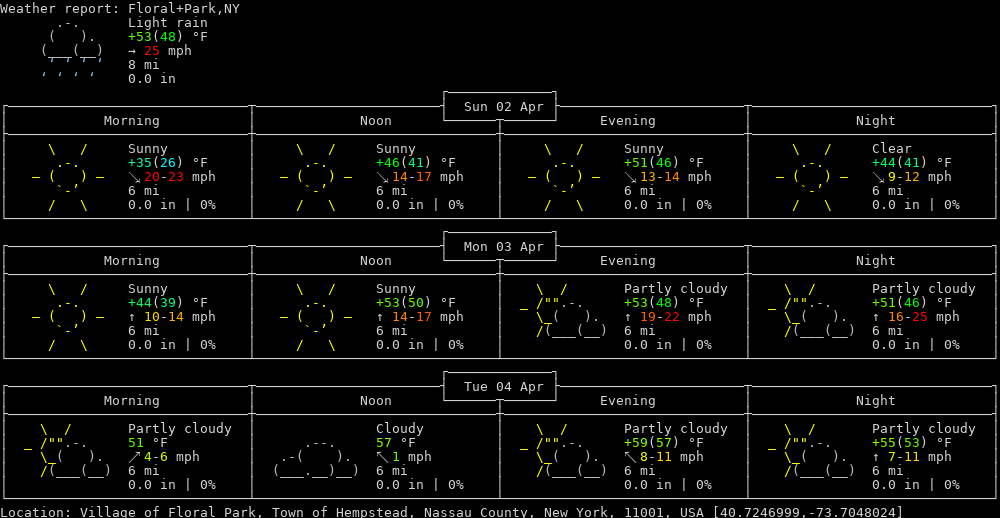 Weather report: Floral+Park,NY
Light rain
+53(48) °F
→ 25 mph
8 mi
0.0 in
Sun 02 Apr
Morning Noon Evening Night
Sunny Sunny Sunny Clear
+35(26) °F +46(41) °F +51(46) °F +44(41) °F
↘ 20-23 mph ↘ 14-17 mph ↘ 13-14 mph ↘ 9-12 mph
6 mi 6 mi 6 mi 6 mi
0.0 in | 0% 0.0 in | 0% 0.0 in | 0% 0.0 in | 0%
Mon 03 Apr
Morning Noon Evening Night
Sunny Sunny Partly cloudy Partly cloudy
+44(39) °F +53(50) °F +53(48) °F +51(46) °F
↑ 10-14 mph ↑ 14-17 mph ↑ 19-22 mph ↑ 16-25 mph
6 mi 6 mi 6 mi 6 mi
0.0 in | 0% 0.0 in | 0% 0.0 in | 0% 0.0 in | 0%
Tue 04 Apr
Morning Noon Evening Night
Partly cloudy Cloudy Partly cloudy Partly cloudy
51 °F 57 °F +59(57) °F +55(53) °F
↗ 4-6 mph ↖ 1 mph ↖ 8-11 mph ↑ 7-11 mph
6 mi 6 mi 6 mi 6 mi
0.0 in | 0% 0.0 in | 0% 0.0 in | 0% 0.0 in | 0%
Location: Village of Floral Park, Town of Hempstead, Nassau County, New York, 11001, USA [40.7246999,-73.7048024]